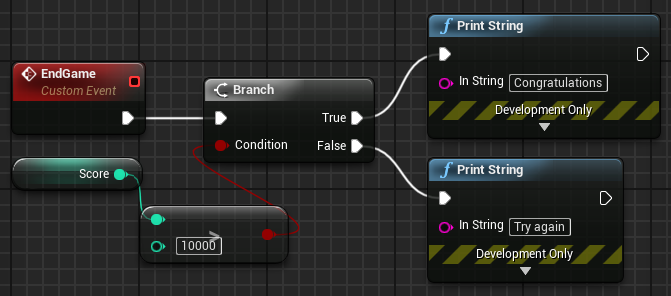 EndGame
Custom Event
Branch
True
Condition
False
Score
10000
>
f Print String
In String Congratulations
Development Only
f Print String
In String Try again
Development Only